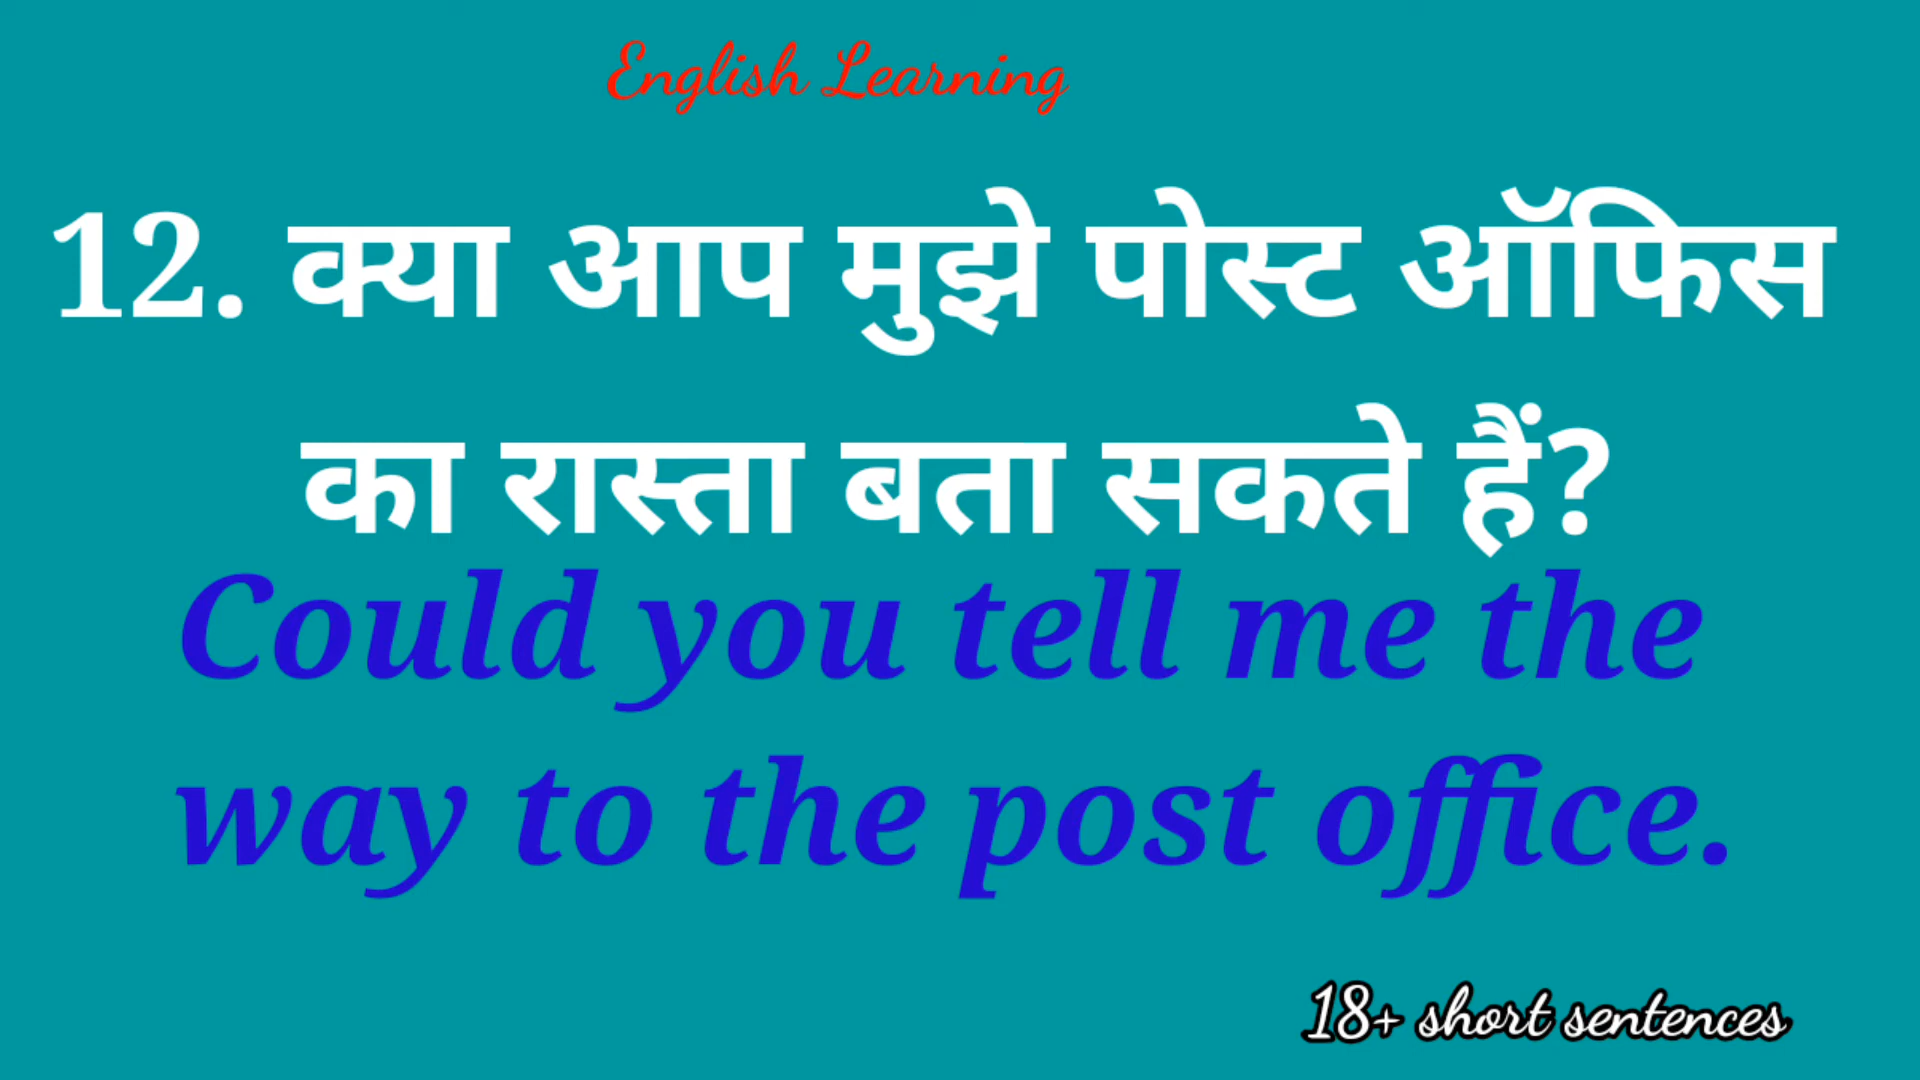 English Learning
12. क्या आप मुझे पोस्ट ऑफिस
का रास्ता बता सकते हैं?
Could you tell me the
way to the post office.
18+ short sentences